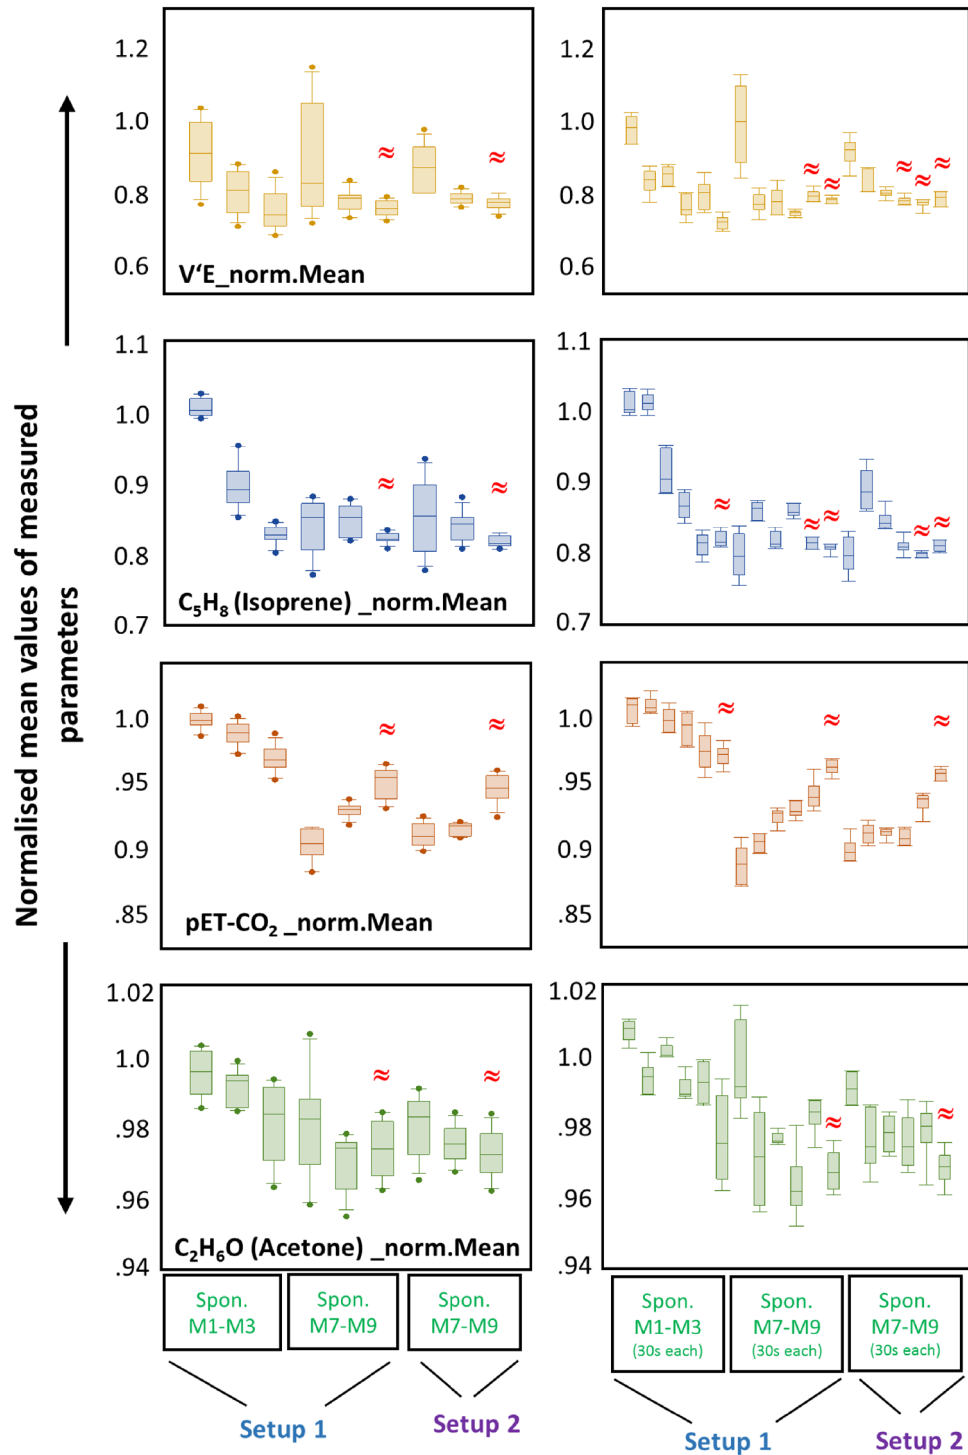 Normalised mean values of measured
parameters
1.2
1.0
0.8
0.6
V'E_norm.Mean
≈
≈
1.2
1.0
0.8
0.6
≈
≈
≈
≈
≈
1.1
1.0
0.9
0.8
0.7
C₅H₈ (Isoprene) _norm.Mean
≈
≈
1.1
1.0
0.9
0.8
0.7
≈
≈
≈
≈
≈
1.0
.95
0.9
.85
pET-CO₂ _norm.Mean
≈
≈
1.0
.95
0.9
.85
≈
≈
≈
1.02
1.0
.98
.96
.94
C₂H₆O (Acetone) _norm.Mean
≈
≈
1.02
1.0
.98
.96
.94
≈
≈
Spon.
M1-M3
Spon.
M7-M9
Spon.
M7-M9
Setup 1
Setup 2
Spon.
M1-M3
(30s each)
Spon.
M7-M9
(30s each)
Spon.
M7-M9
(30s each)
Setup 1
Setup 2